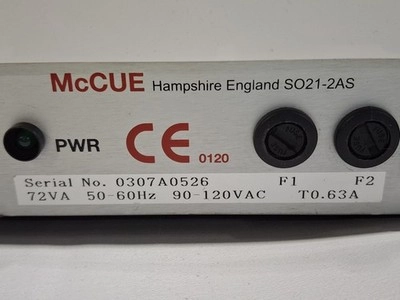 McCUE Hampshire England SO21-2AS
PWR CE 0120
Serial No. 0307A0526 F1 F2
72VA 50-60Hz 90-120VAC T0.63A